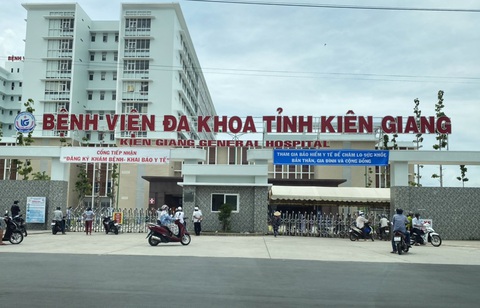 BỆNH VIỆN ĐA KHOA TỈNH KIÊN GIANG
KIEN GIANG GENERAL HOSPITAL
CỔNG TIẾP NHẬN
"ĐĂNG KÝ KHÁM BỆNH- KHAI BÁO Y TẾ"
THAM GIA BẢO HIỂM Y TẾ ĐỂ CHĂM LO SỨC KHỎE
BẢN THÂN, GIA ĐÌNH VÀ CỘNG ĐỒNG